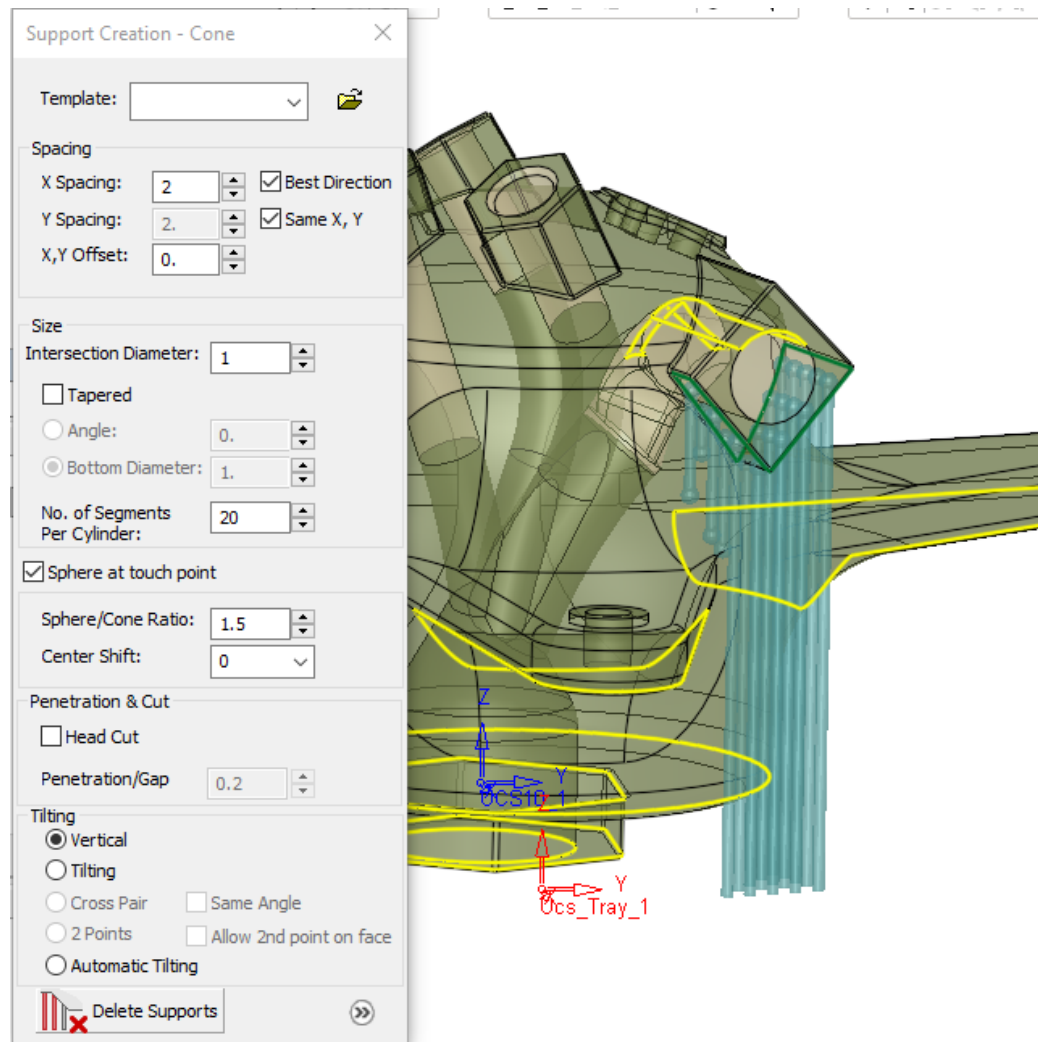 Support Creation - Cone
Template:
Spacing
X Spacing: 2 Best Direction
Y Spacing: 2. Same X, Y
X,Y Offset: 0.
Size
Intersection Diameter: 1
Tapered
Angle: 0.
Bottom Diameter: 1.
No. of Segments
Per Cylinder: 20
Sphere at touch point
Sphere/Cone Ratio: 1.5
Center Shift: 0
Penetration & Cut
Head Cut
Penetration/Gap 0.2
Tilting
Vertical
Tilting
Cross Pair Same Angle
2 Points Allow 2nd point on face
Automatic Tilting
Delete Supports
Z
Y
Z
Y
Ocs_Tray_1